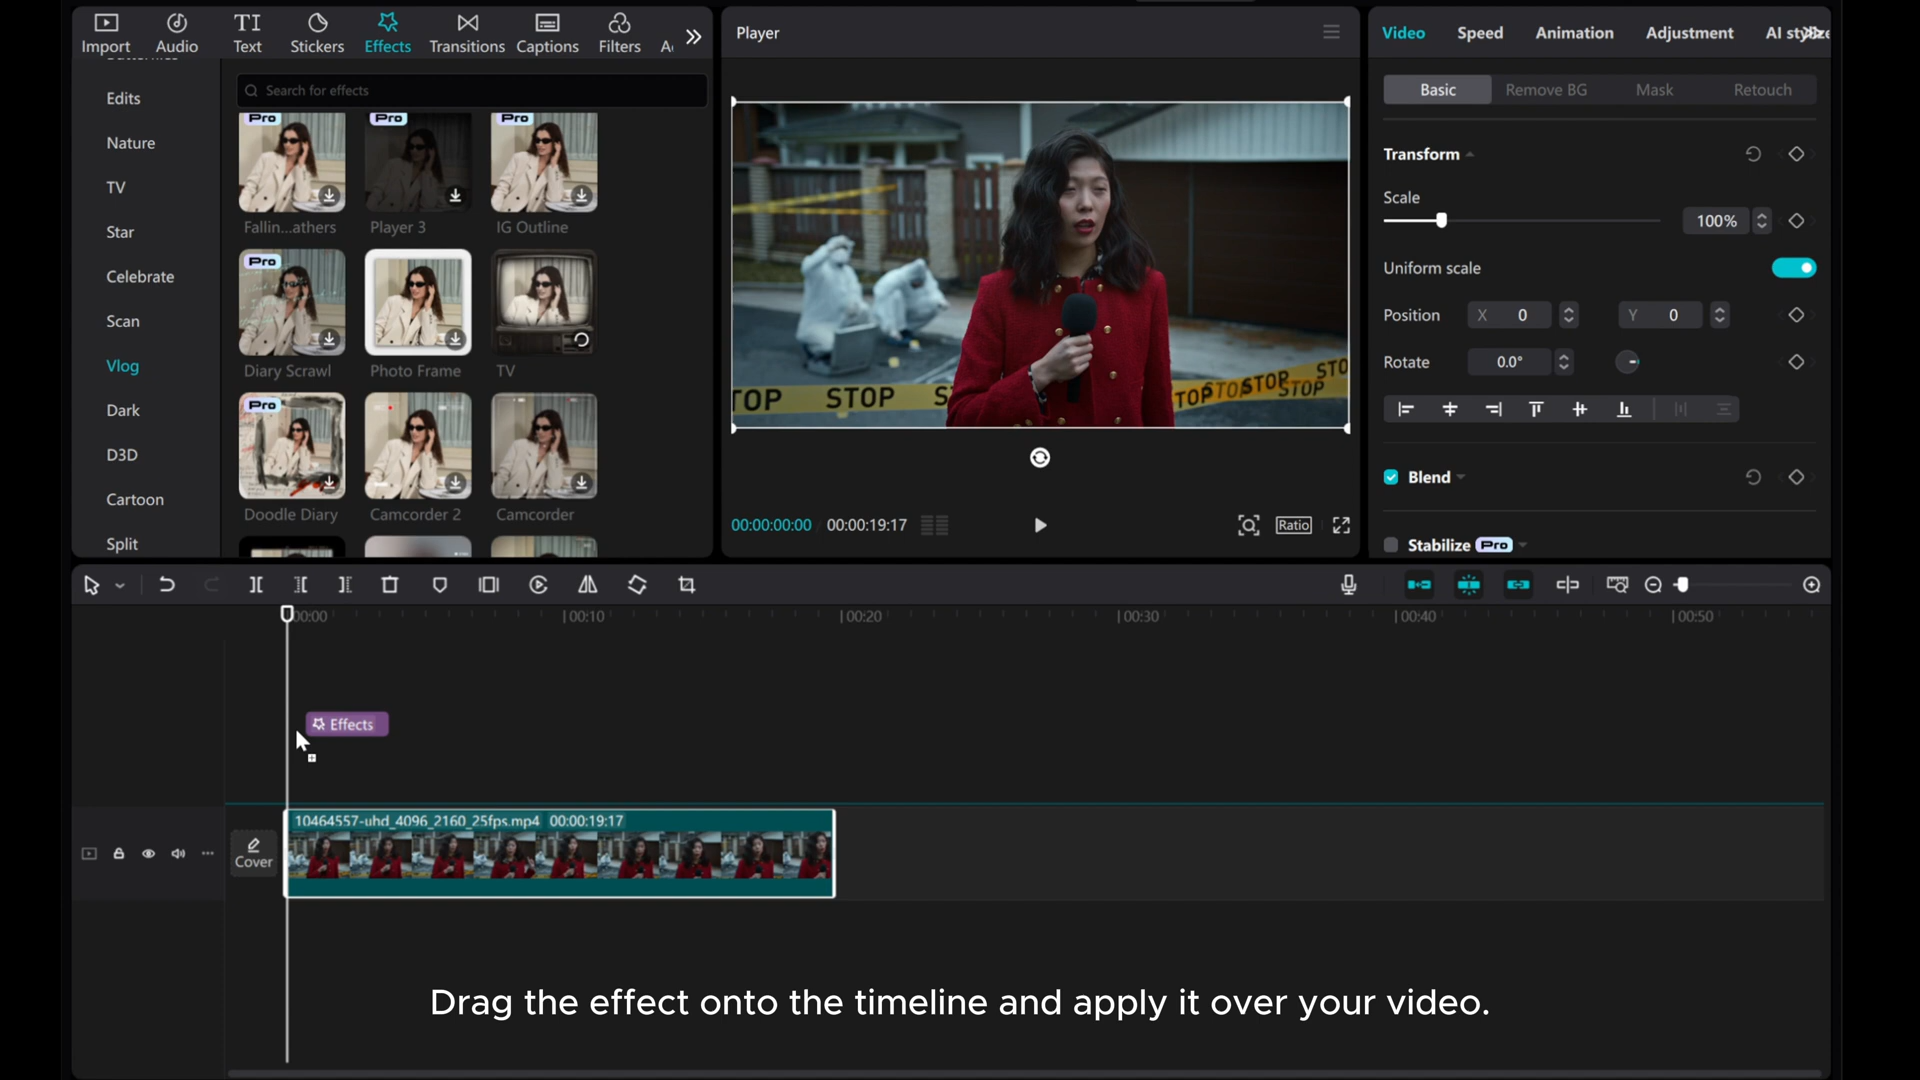 Import
Audio
Text
Stickers
Effects
Transitions
Captions
Filters
Player
Video
Speed
Animation
Adjustment
Edits
Nature
TV
Star
Celebrate
Scan
Vlog
Dark
D3D
Cartoon
Split
Search for effects
Pro
Pro
Pro
Fallin...athers
Player 3
IG Outline
Pro
Diary Scrawl
Photo Frame
TV
Pro
Doodle Diary
Camcorder 2
Camcorder
TOP STOP S
TOP STOP STOP STOP STO
00:00:00:00 00:00:19:17
Ratio
Basic
Remove BG
Mask
Retouch
Transform
Scale
100%
Uniform scale
Position X 0 Y 0
Rotate 0.0°
Blend
Stabilize Pro
00:00 00:10 00:20 00:30 00:40 00:50
Effects
Cover
10464557-uhd_4096_2160_25fps.mp4 00:00:19:17
Drag the effect onto the timeline and apply it over your video.